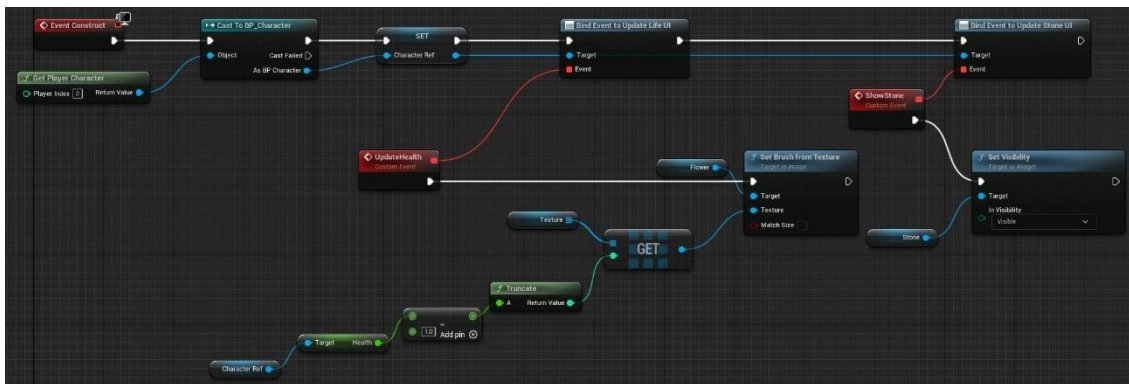 Event Construct
Cast To BP_Character
Object
Cast Failed
As BP Character
Get Player Character
Player Index 0 Return Value
SET
Character Ref
Bind Event to Update Life UI
Target
Event
Bind Event to Update Stone UI
Target
Event
ShowStone
Custom Event
UpdateHealth
Custom Event
Flower
Set Brush from Texture
Target is Image
Target
Texture
Match Size
Set Visibility
Target is Widget
Target
In Visibility
Visible
Stone
Texture
GET
Truncate
A Return Value
-
1.0 Add pin
Target Health
Character Ref